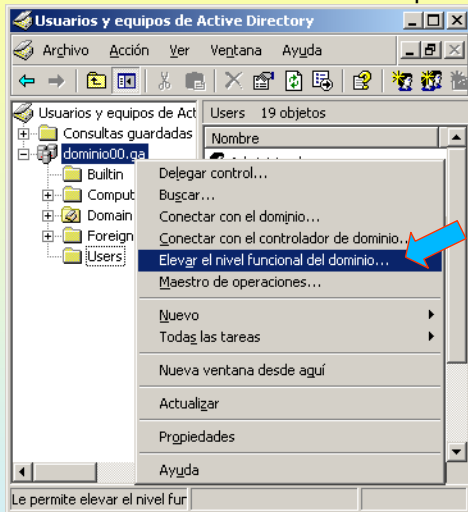 Usuarios y equipos de Active Directory
Archivo Acción Ver Ventana Ayuda
Usuarios y equipos de Act
Users 19 objetos
Consultas guardadas
Nombre
dominio00.ga
Builtin
Delegar control...
Comput
Buscar...
Domain
Conectar con el dominio...
Foreign
Conectar con el controlador de dominio..
Users
Elevar el nivel funcional del dominio...
Maestro de operaciones...
Nuevo
Todas las tareas
Nueva ventana desde aquí
Actualizar
Propiedades
Ayuda
Le permite elevar el nivel fur